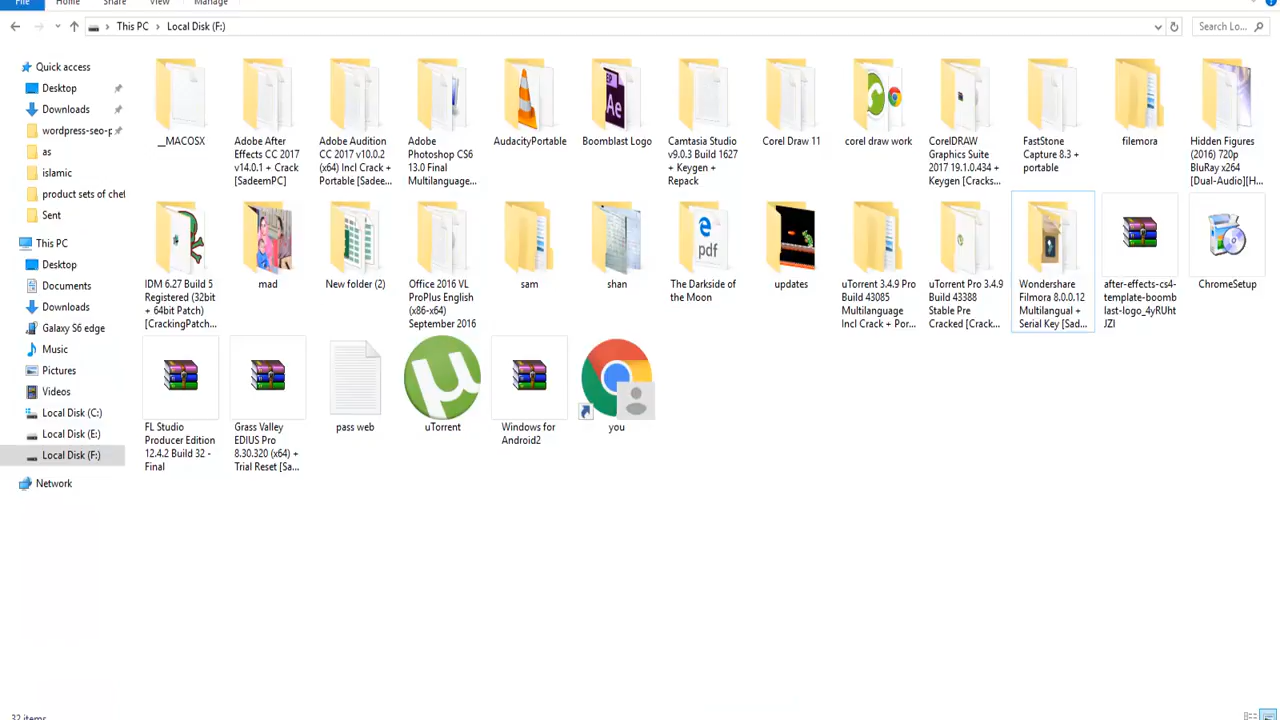 File Home Share View Manage
This PC > Local Disk (F:)
Search Lo...
Quick access
Desktop
Downloads
wordpress-seo-p
as
islamic
product sets of chef
Sent
This PC
Desktop
Documents
Downloads
Galaxy S6 edge
Music
Pictures
Videos
Local Disk (C:)
Local Disk (E:)
Local Disk (F:)
Network
__MACOSX
Adobe After
Effects CC 2017
v14.0.1 + Crack
[SadeemPC]
Adobe Audition
CC 2017 v10.0.2
(x64) Incl Crack +
Portable [Sadee...
Adobe
Photoshop CS6
13.0 Final
Multilanguage...
AudacityPortable
Boomblast Logo
Camtasia Studio
v9.0.3 Build 1627
+ Keygen +
Repack
Corel Draw 11
corel draw work
CorelDRAW
Graphics Suite
2017 19.1.0.434 +
Keygen [Cracks...
FastStone
Capture 8.3 +
portable
filemora
Hidden Figures
(2016) 720p
BluRay x264
[Dual-Audio][H...
IDM 6.27 Build 5
Registered (32bit
+ 64bit Patch)
[CrackingPatch...
mad
New folder (2)
Office 2016 VL
ProPlus English
(x86-x64)
September 2016
sam
shan
The Darkside of
the Moon
updates
uTorrent 3.4.9 Pro
Build 43085
Multilanguage
Incl Crack + Por...
uTorrent Pro 3.4.9
Build 43388
Stable Pre
Cracked [Crack...
Wondershare
Filmora 8.0.0.12
Multilangual +
Serial Key [Sad...
after-effects-cs4-
template-boomb
last-logo_4yRUht
JZI
ChromeSetup
FL Studio
Producer Edition
12.4.2 Build 32 -
Final
Grass Valley
EDIUS Pro
8.30.320 (x64) +
Trial Reset [Sa...
pass web
uTorrent
Windows for
Android2
you
32 items